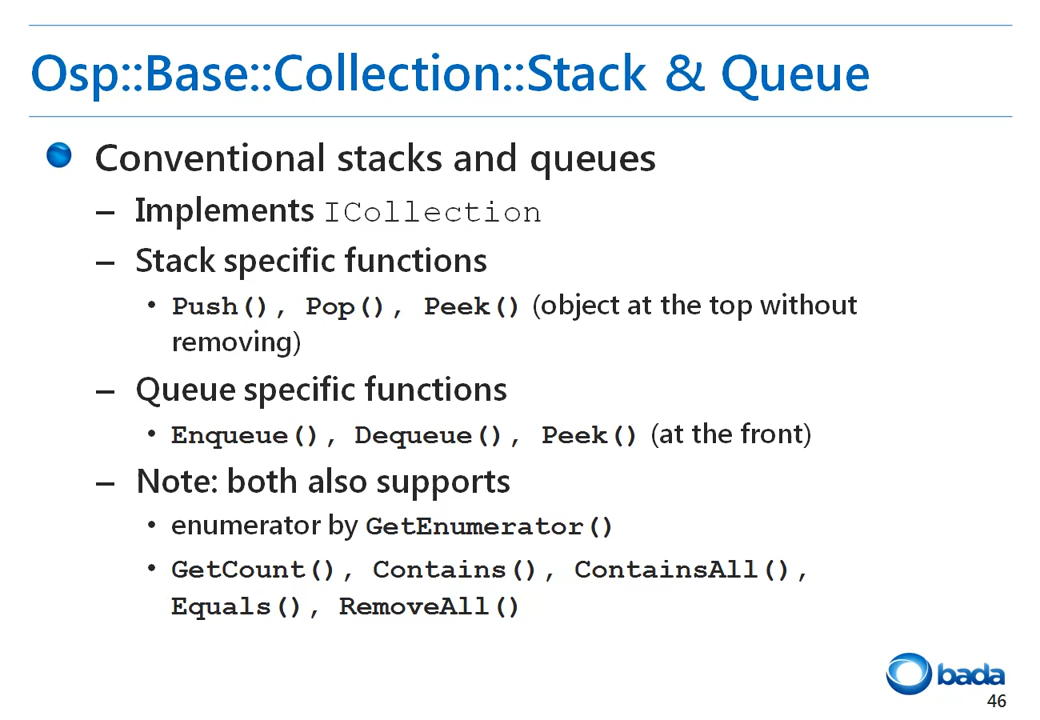 Osp::Base::Collection::Stack & Queue
Conventional stacks and queues
– Implements ICollection
– Stack specific functions
• Push(), Pop(), Peek() (object at the top without
removing)
– Queue specific functions
• Enqueue(), Dequeue(), Peek() (at the front)
– Note: both also supports
• enumerator by GetEnumerator()
• GetCount(), Contains(), ContainsAll(),
Equals(), RemoveAll()
bada
46